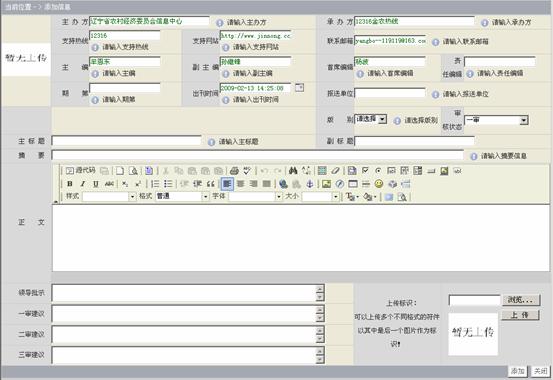 当前位置 - > 添加信息
主 办 方 辽宁省农村经济委员会信息中心 请输入主办方 承 办 方 12316金农热线 请输入承办方
支持热线 12316 请输入支持热线 支持网站 http://www.jinnong.cc 请输入支持网站 联系邮箱 请输入联系邮箱
暂无上传
主 编 牟恩东 请输入主编 副 主 编 孙继锋 请输入副主编 首席编辑 杨波 请输入首席编辑 责任编辑 请输入责任编辑
期 第 请输入期第 出刊时间 2009-02-13 14:25:08 请输入出刊时间 报送单位 请输入报送单位
版 别 请选择 请选择版别 审核状态 一审
主 标 题 请输入主标题 副 标 题
摘 要 请输入摘要信息
正 文
源代码
B I U ABC x₂ x²
样式 格式 普通 字体 大小
领导批示
一审建议
二审建议
三审建议
上传标识：
可以上传多个不同格式的符件
以其中最后一个图片作为标
识!
浏览...
上 传
暂无上传
添加 关闭